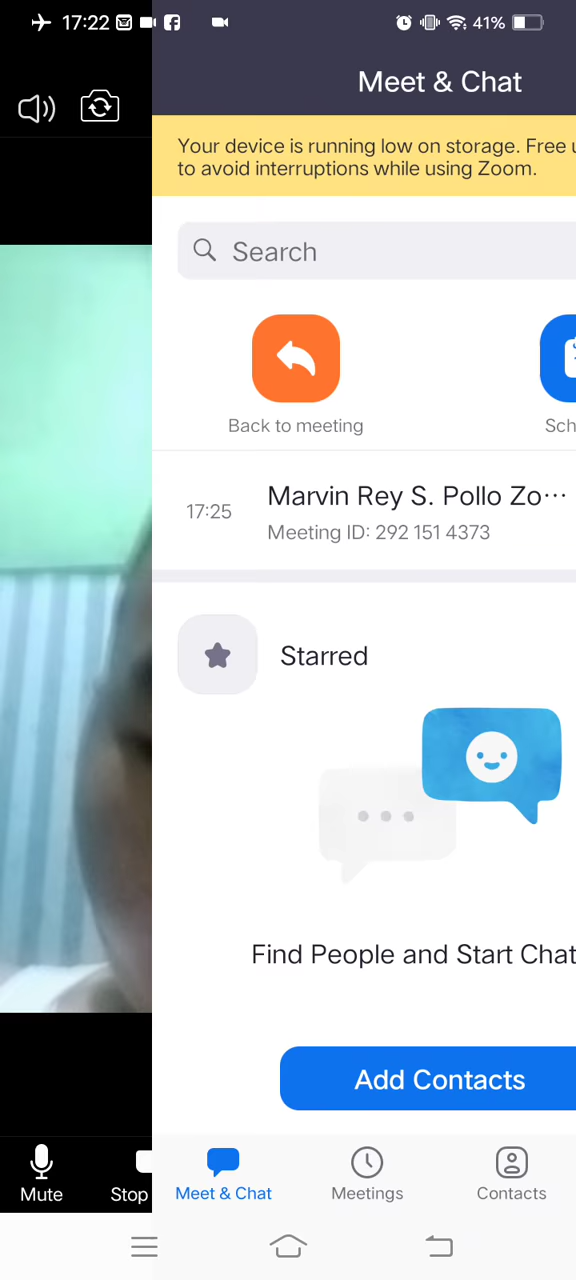 17:22
41%
Meet & Chat
Your device is running low on storage. Free
to avoid interruptions while using Zoom.
Search
Back to meeting
Sch
17:25
Marvin Rey S. Pollo Zo···
Meeting ID: 292 151 4373
Starred
Find People and Start Chat
Add Contacts
Mute
Stop
Meet & Chat
Meetings
Contacts